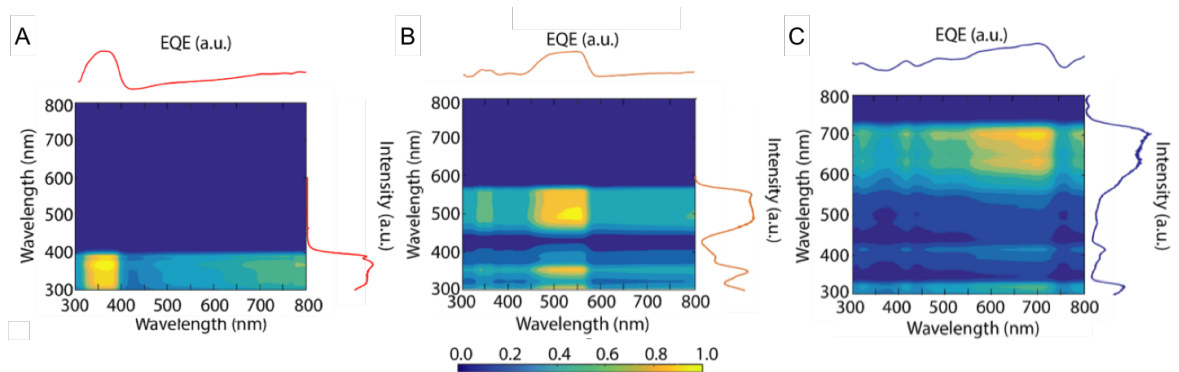 A
EQE (a.u.)
800
700
600
500
400
300
Wavelength (nm)
300 400 500 600 700 800
Wavelength (nm)
Intensity (a.u.)
B
EQE (a.u.)
800
700
600
500
400
300
Wavelength (nm)
300 400 500 600 700 800
Wavelength (nm)
Intensity (a.u.)
C
EQE (a.u.)
800
700
600
500
400
300
Wavelength (nm)
300 400 500 600 700 800
Wavelength (nm)
Intensity (a.u.)
0.0 0.2 0.4 0.6 0.8 1.0